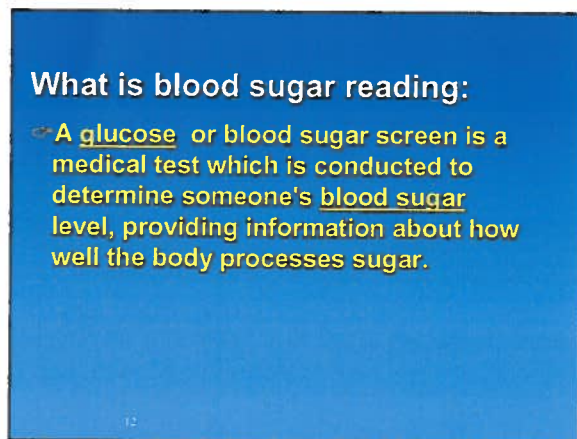 What is blood sugar reading:
A glucose or blood sugar screen is a
medical test which is conducted to
determine someone's blood sugar
level, providing information about how
well the body processes sugar.
12